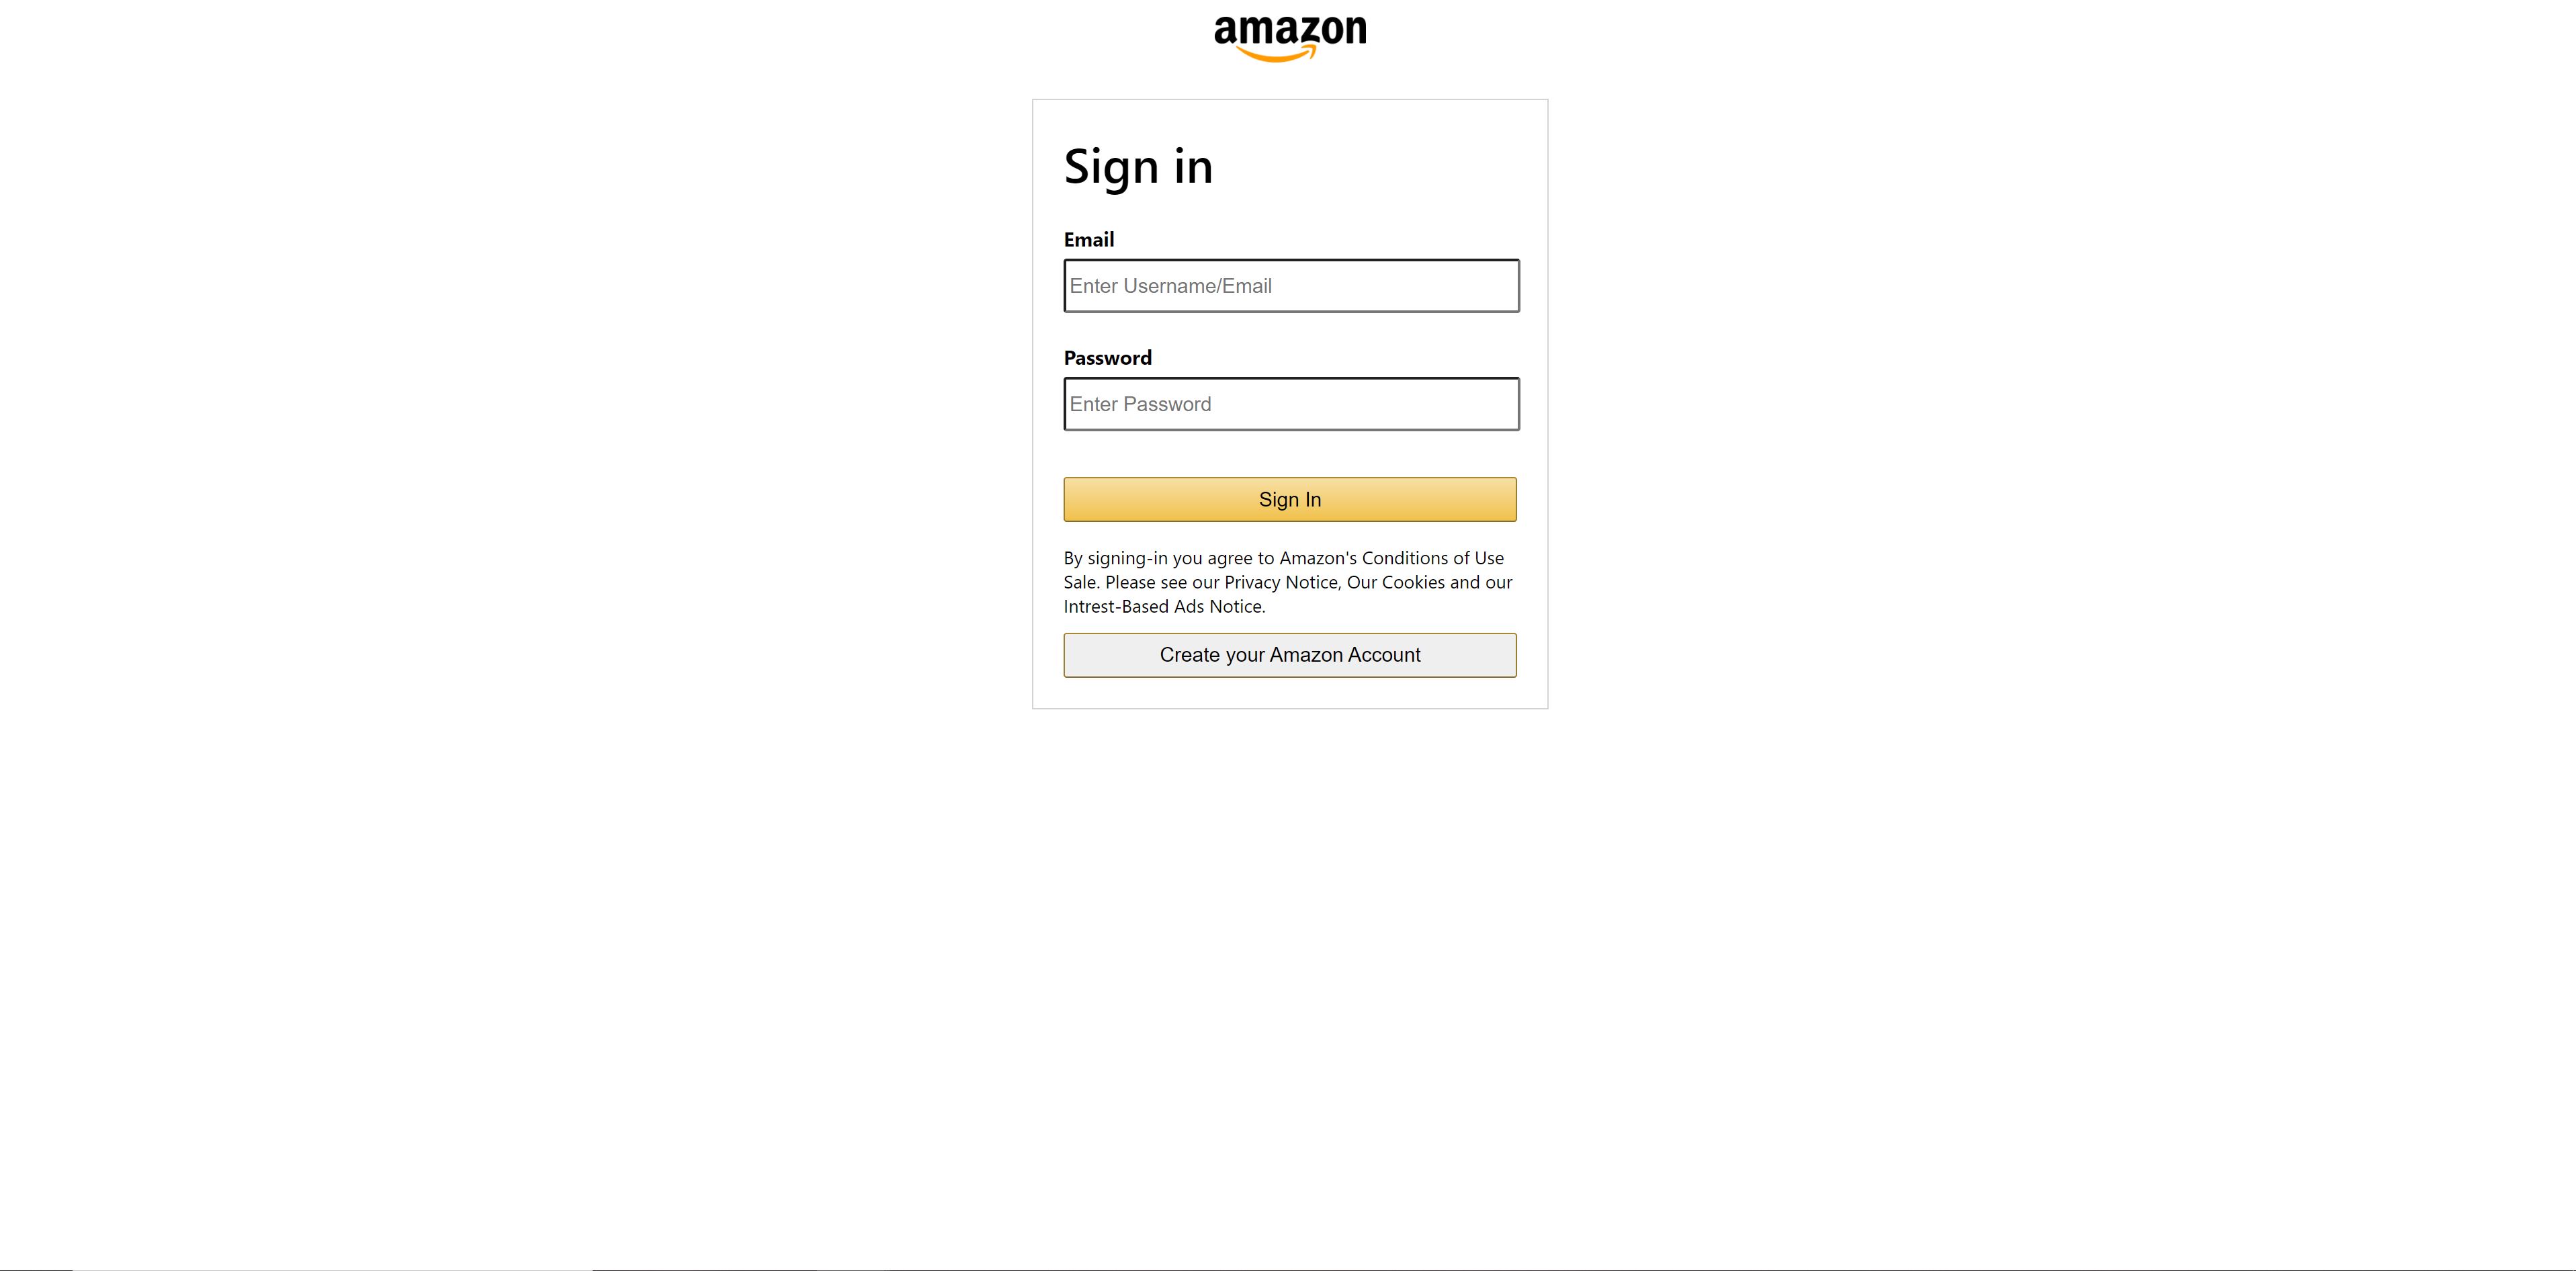 amazon
Sign in
Email
Enter Username/Email
Password
Enter Password
Sign In
By signing-in you agree to Amazon's Conditions of Use
Sale. Please see our Privacy Notice, Our Cookies and our
Intrest-Based Ads Notice.
Create your Amazon Account